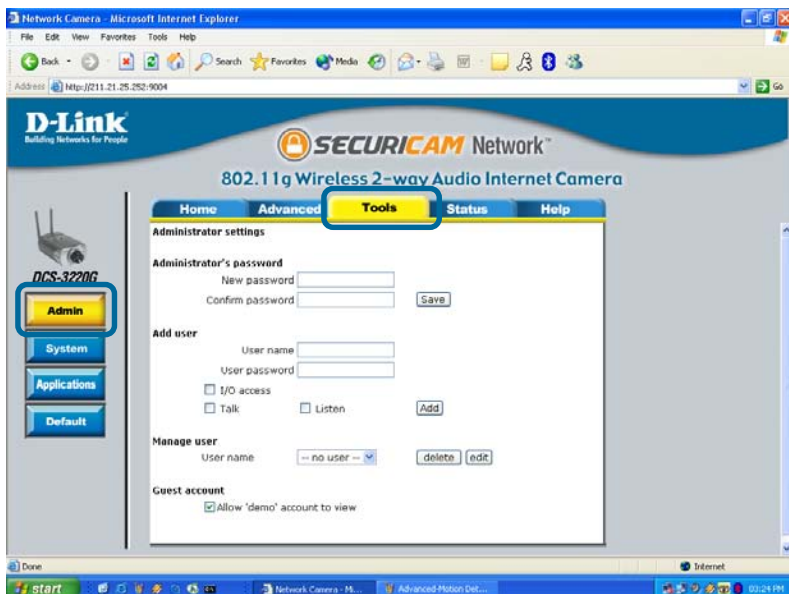 Network Camera - Microsoft Internet Explorer
File Edit View Favorites Tools Help
Back Search Favorites Media
Address http://211.21.25.252:9004 Go
D-Link
Building Networks for People
SECURICAM Network™
802.11g Wireless 2-way Audio Internet Camera
Home Advanced Tools Status Help
DCS-3220G
Admin
System
Applications
Default
Administrator settings
Administrator's password
New password
Confirm password Save
Add user
User name
User password
I/O access
Talk Listen Add
Manage user
User name -- no user -- delete edit
Guest account
Allow 'demo' account to view
Done Internet
start Network Camera - Mi... Advanced-Motion Det... 03:24 PM